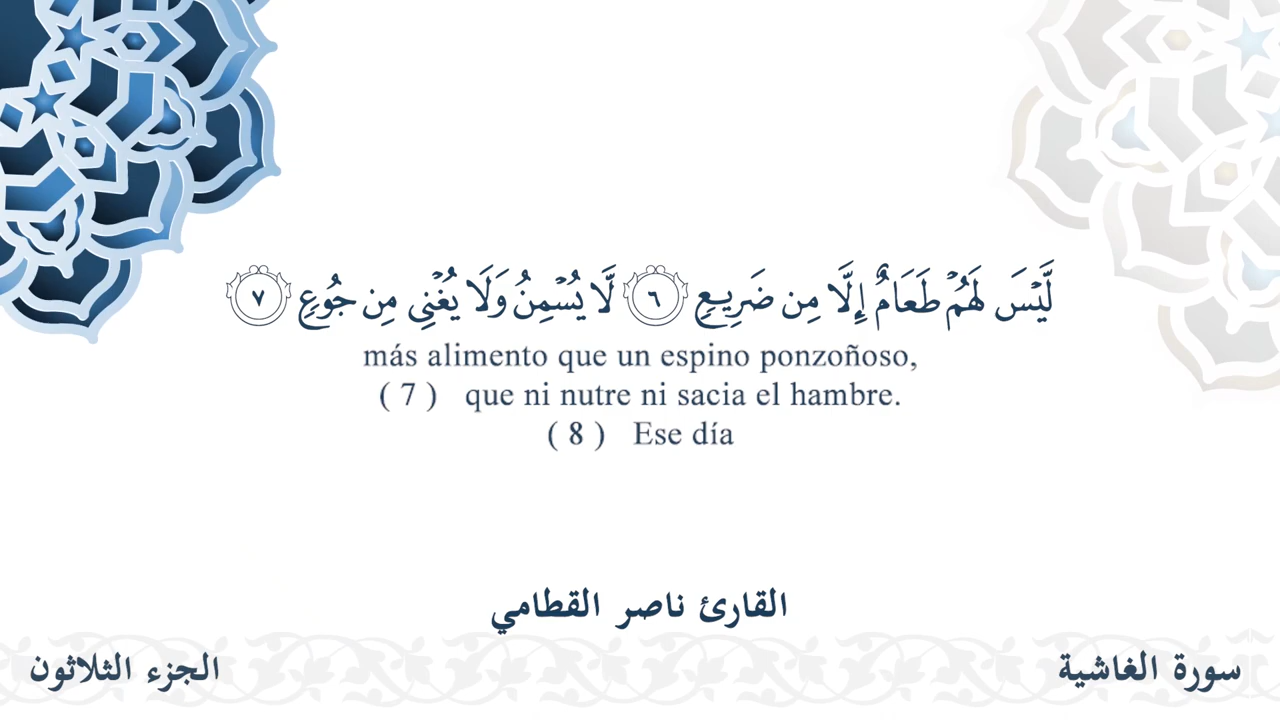 لَّيْسَ لَهُمْ طَعَامٌ إِلَّا مِن ضَرِيعٍ ٦ لَّا يُسْمِنُ وَلَا يُغْنِي مِن جُوعٍ ٧
más alimento que un espino ponzoñoso,
( 7 ) que ni nutre ni sacia el hambre.
( 8 ) Ese día
القارئ ناصر القطامي
سورة الغاشية
الجزء الثلاثون